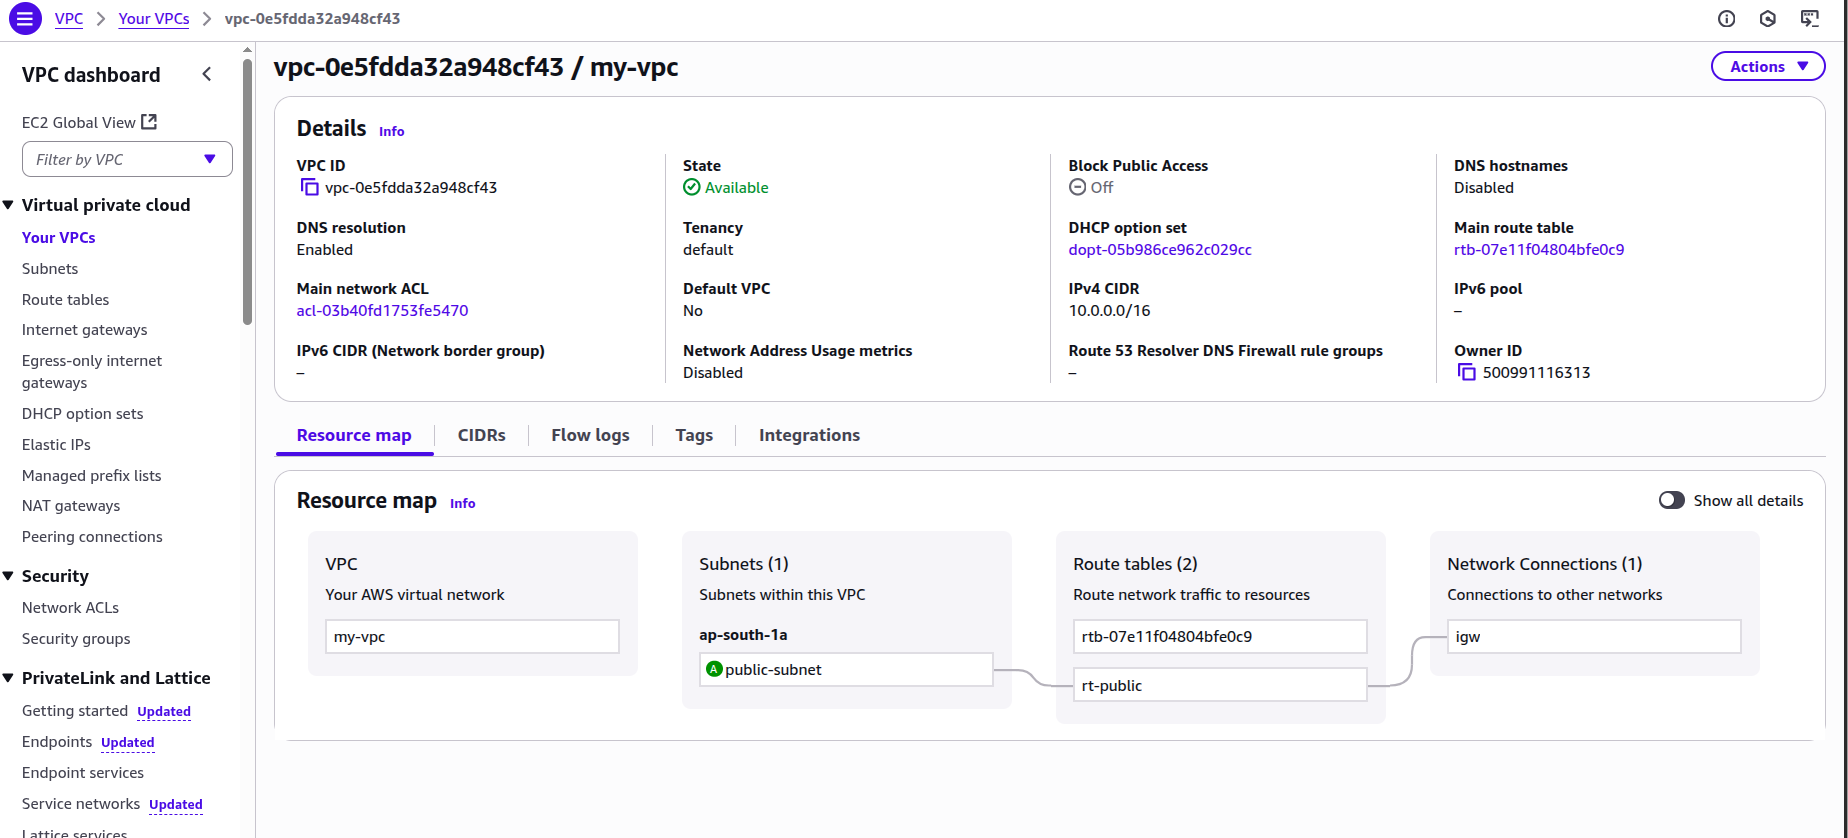 VPC > Your VPCs > vpc-0e5fdda32a948cf43
VPC dashboard
EC2 Global View
Filter by VPC
Virtual private cloud
Your VPCs
Subnets
Route tables
Internet gateways
Egress-only internet
gateways
DHCP option sets
Elastic IPs
Managed prefix lists
NAT gateways
Peering connections
Security
Network ACLs
Security groups
PrivateLink and Lattice
Getting started Updated
Endpoints Updated
Endpoint services
Service networks Updated
Lattice services
vpc-0e5fdda32a948cf43 / my-vpc
Actions
Details Info
VPC ID
vpc-0e5fdda32a948cf43
State
Available
Block Public Access
Off
DNS hostnames
Disabled
DNS resolution
Enabled
Tenancy
default
DHCP option set
dopt-05b986ce962c029cc
Main route table
rtb-07e11f04804bfe0c9
Main network ACL
acl-03b40fd1753fe5470
Default VPC
No
IPv4 CIDR
10.0.0.0/16
IPv6 pool
–
IPv6 CIDR (Network border group)
–
Network Address Usage metrics
Disabled
Route 53 Resolver DNS Firewall rule groups
–
Owner ID
500991116313
Resource map
CIDRs
Flow logs
Tags
Integrations
Resource map Info
Show all details
VPC
Your AWS virtual network
my-vpc
Subnets (1)
Subnets within this VPC
ap-south-1a
A public-subnet
Route tables (2)
Route network traffic to resources
rtb-07e11f04804bfe0c9
rt-public
Network Connections (1)
Connections to other networks
igw